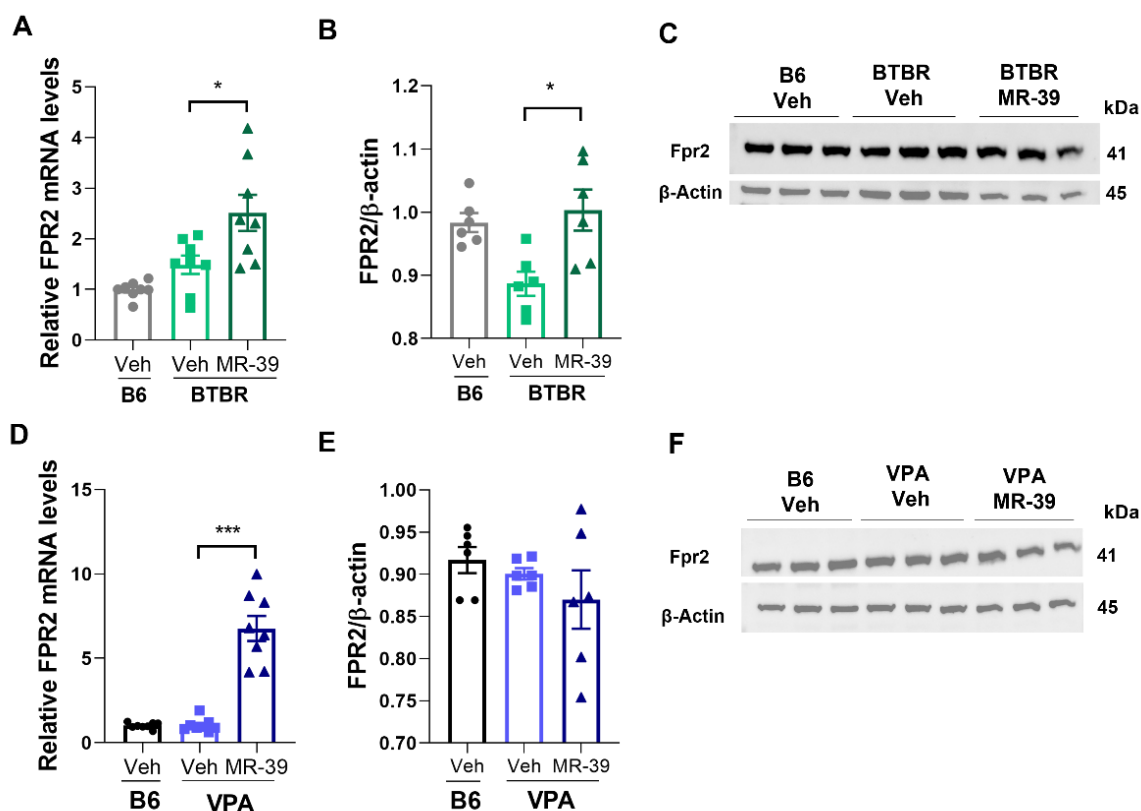 A
Relative FPR2 mRNA levels
5
4
3
2
1
0
*
Veh
Veh MR-39
B6
BTBR
B
FPR2/β-actin
1.2
1.1
1.0
0.9
0.8
*
Veh
Veh MR-39
B6
BTBR
C
B6
Veh
BTBR
Veh
BTBR
MR-39
kDa
Fpr2
41
β-Actin
45
D
Relative FPR2 mRNA levels
15
10
5
0
***
Veh
Veh MR-39
B6
VPA
E
FPR2/β-actin
1.00
0.95
0.90
0.85
0.80
0.75
0.70
Veh
Veh MR-39
B6
VPA
F
B6
Veh
VPA
Veh
VPA
MR-39
kDa
Fpr2
41
β-Actin
45